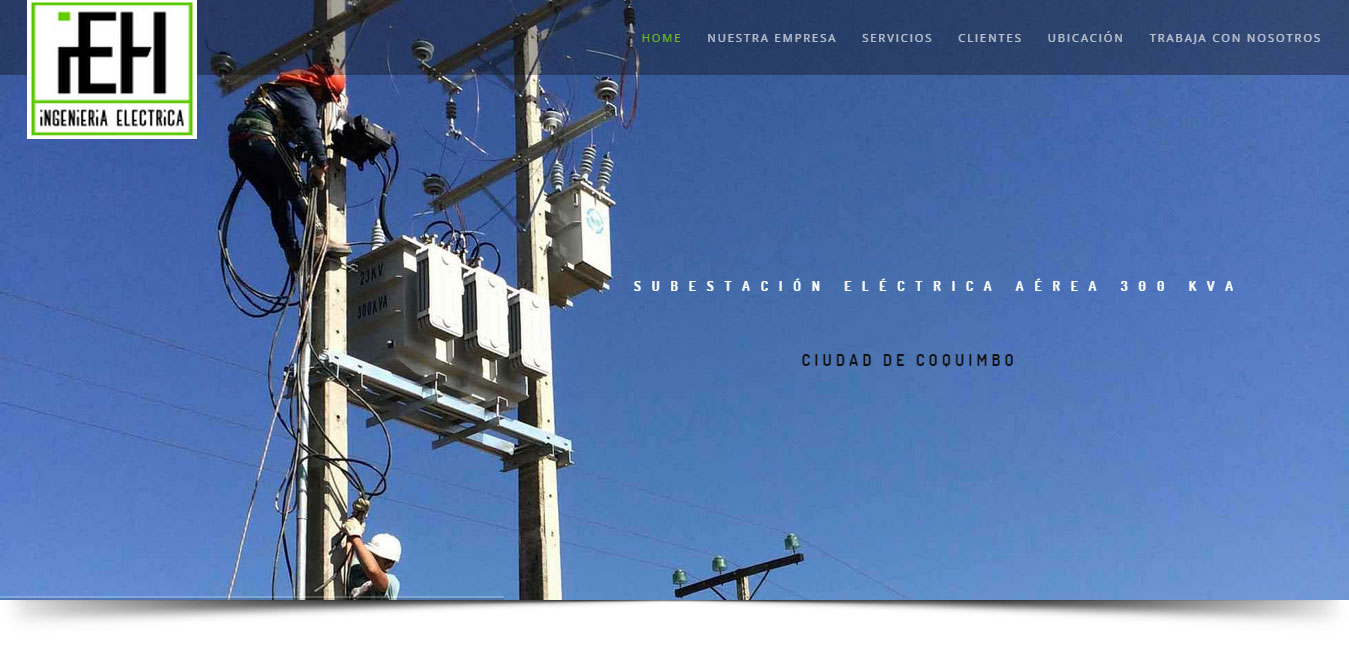 iEH
iNGENiERiA ELECTRiCA
HOME NUESTRA EMPRESA SERVICIOS CLIENTES UBICACIÓN TRABAJA CON NOSOTROS
23KV
300KVA
SUBESTACIÓN ELÉCTRICA AÉREA 300 KVA
CIUDAD DE COQUIMBO